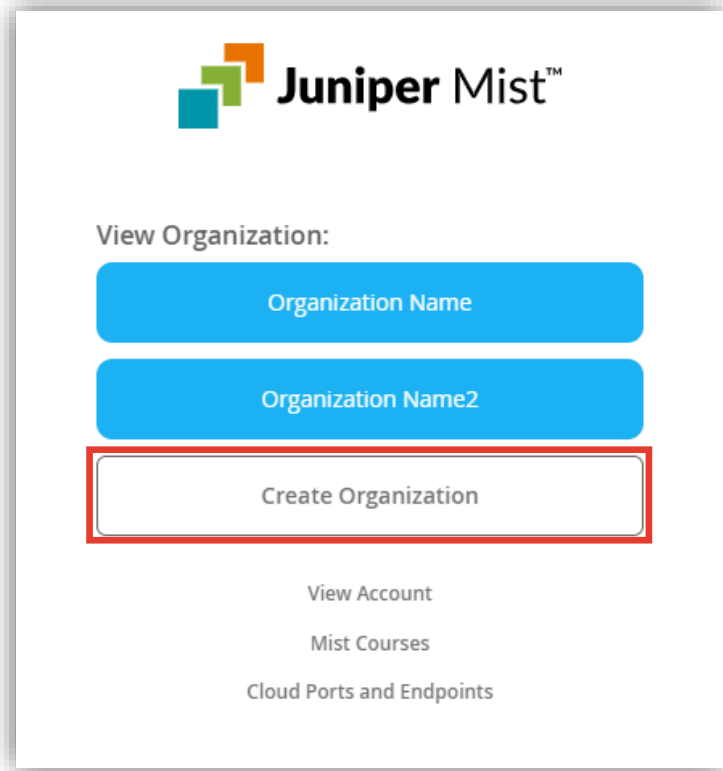 Juniper Mist™
View Organization:
Organization Name
Organization Name2
Create Organization
View Account
Mist Courses
Cloud Ports and Endpoints